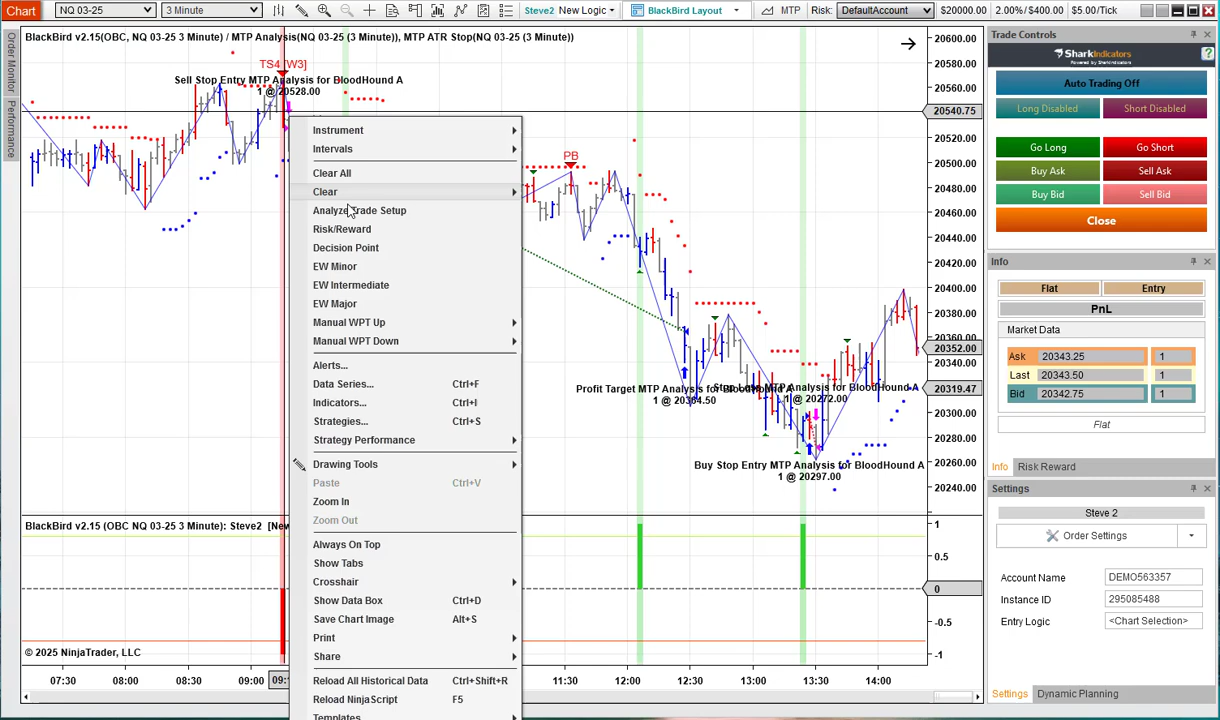 Chart
NQ 03-25
3 Minute
Steve2 New Logic
BlackBird Layout
MTP
Risk:
DefaultAccount
$20000.00
2.00%/$400.00
$5.00/Tick
Order Monitor
Performance
BlackBird v2.15(OBC, NQ 03-25 3 Minute) / MTP Analysis(NQ 03-25 (3 Minute)), MTP ATR Stop(NQ 03-25 (3 Minute))
TS4 [W3]
Sell Stop Entry MTP Analysis for BloodHound A
1 @ 20528.00
PB
Profit Target MTP Analysis for
1 @ 20364.50
MTP Analysis for BloodHound A
1 @ 20272.00
Buy Stop Entry MTP Analysis for BloodHound A
1 @ 20297.00
20600.00
20580.00
20560.00
20540.75
20520.00
20500.00
20480.00
20460.00
20440.00
20420.00
20400.00
20380.00
20352.00
20319.47
20300.00
20280.00
20260.00
20240.00
Instrument
Intervals
Clear All
Clear
Analyze Trade Setup
Risk/Reward
Decision Point
EW Minor
EW Intermediate
EW Major
Manual WPT Up
Manual WPT Down
Alerts...
Data Series... Ctrl+F
Indicators... Ctrl+I
Strategies... Ctrl+S
Strategy Performance
Drawing Tools
Paste Ctrl+V
Zoom In
Zoom Out
Always On Top
Show Tabs
Crosshair
Show Data Box Ctrl+D
Save Chart Image Alt+S
Print
Share
Reload All Historical Data Ctrl+Shift+R
Reload NinjaScript F5
Templates
BlackBird v2.15 (OBC NQ 03-25 3 Minute): Steve2 [New
1
0.5
0
-0.5
-1
© 2025 NinjaTrader, LLC
07:30
08:00
08:30
09:00
11:30
12:00
12:30
13:00
13:30
14:00
Trade Controls
SharkIndicators
Powered by SharkIndicators
Auto Trading Off
Long Disabled
Short Disabled
Go Long
Go Short
Buy Ask
Sell Ask
Buy Bid
Sell Bid
Close
Info
Flat
Entry
PnL
Market Data
Ask 20343.25 1
Last 20343.50 1
Bid 20342.75 1
Flat
Info
Risk Reward
Settings
Steve 2
Order Settings
Account Name DEMO563357
Instance ID 295085488
Entry Logic <Chart Selection>
Settings
Dynamic Planning